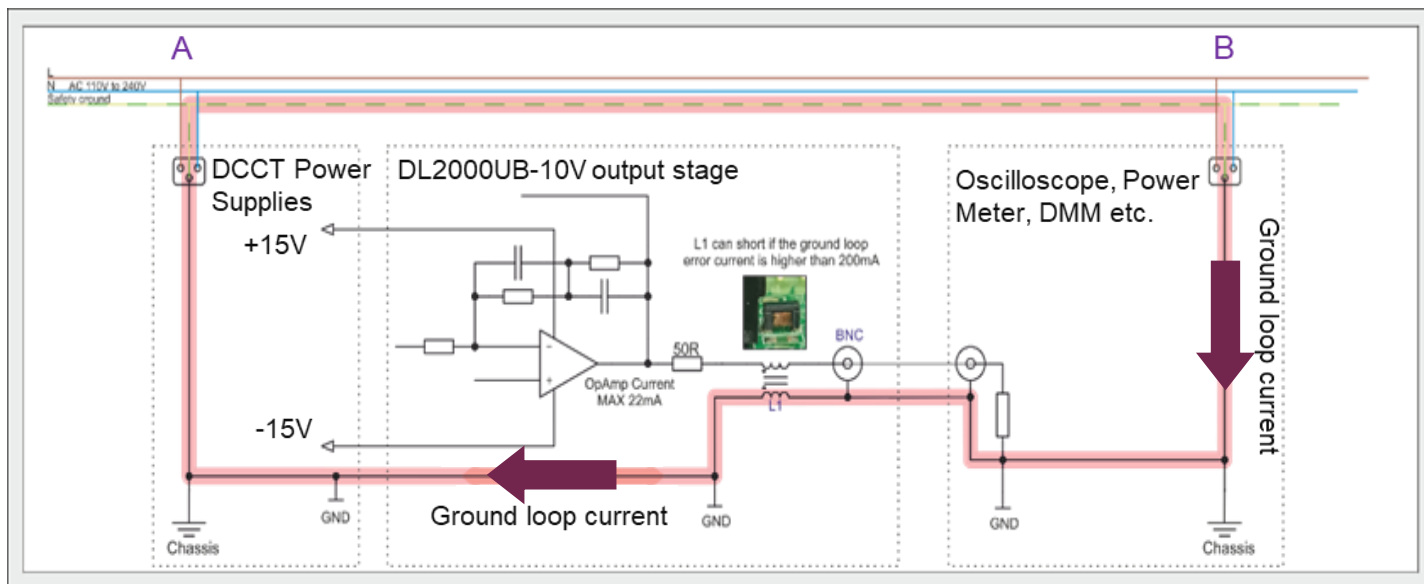 A
B
L
N AC 110V to 240V
Safety ground
DCCT Power
Supplies
DL2000UB-10V output stage
Oscilloscope, Power
Meter, DMM etc.
+15V
L1 can short if the ground loop
error current is higher than 200mA
Ground loop current
BNC
50R
-
+
OpAmp Current
MAX 22mA
L1
-15V
Ground loop current
GND
GND
GND
Chassis
Chassis